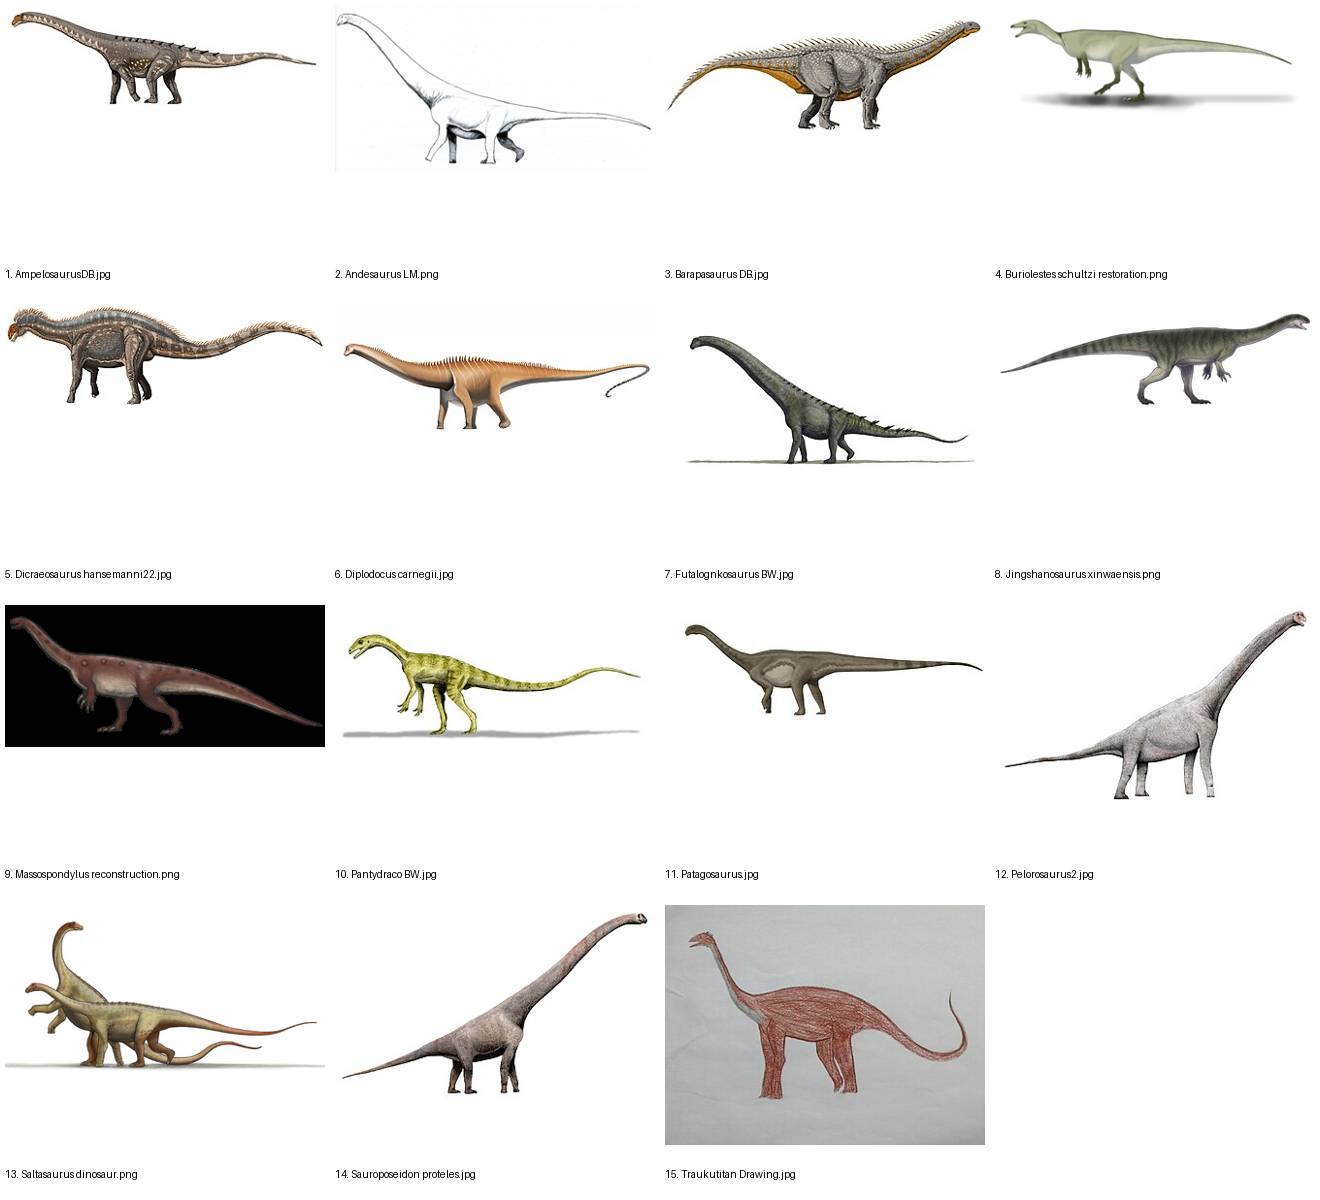 1. AmpelosaurusDB.jpg
2. Andesaurus LM.png
3. Barapasaurus DB.jpg
4. Buriolestes schultzi restoration.png
5. Dicraeosaurus hansemanni22.jpg
6. Diplodocus carnegii.jpg
7. Futalognkosaurus BW.jpg
8. Jingshanosaurus xinwaensis.png
9. Massospondylus reconstruction.png
10. Pantydraco BW.jpg
11. Patagosaurus.jpg
12. Pelorosaurus2.jpg
13. Saltasaurus dinosaur.png
14. Sauroposeidon proteles.jpg
15. Traukutitan Drawing.jpg